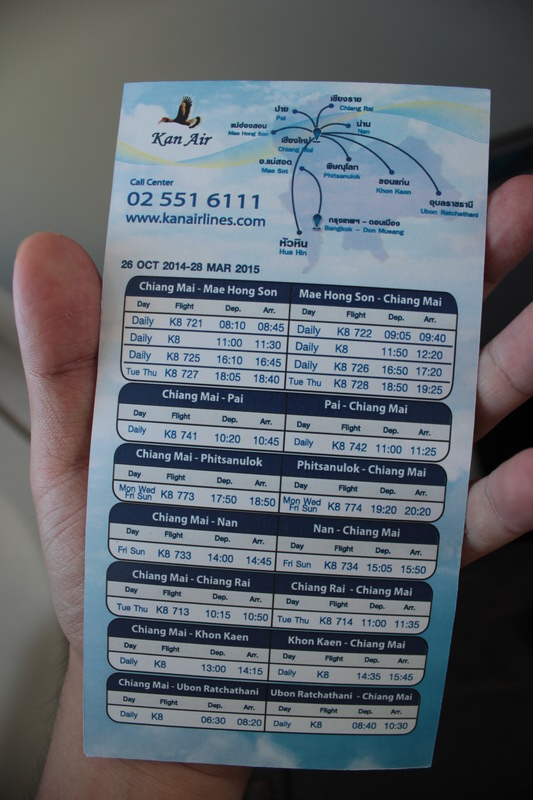 Kan Air
Call Center
02 551 6111
www.kanairlines.com
เชียงราย
Chiang Rai
ปาย
Pai
แม่ฮ่องสอน
Mae Hong Son
น่าน
Nan
เชียงใหม่
Chiang Mai
อ.แม่สอด
Mae Sot
พิษณุโลก
Phitsanulok
ขอนแก่น
Khon Kaen
อุบลราชธานี
Ubon Ratchathani
กรุงเทพฯ - ดอนเมือง
Bangkok - Don Mueang
หัวหิน
Hua Hin
26 OCT 2014-28 MAR 2015
Chiang Mai - Mae Hong Son
Day Flight Dep. Arr.
Daily K8 721 08:10 08:45
Daily K8 11:00 11:30
Daily K8 725 16:10 16:45
Tue Thu K8 727 18:05 18:40
Mae Hong Son - Chiang Mai
Day Flight Dep. Arr.
Daily K8 722 09:05 09:40
Daily K8 11:50 12:20
Daily K8 726 16:50 17:20
Tue Thu K8 728 18:50 19:25
Chiang Mai - Pai
Day Flight Dep. Arr.
Daily K8 741 10:20 10:45
Pai - Chiang Mai
Day Flight Dep. Arr.
Daily K8 742 11:00 11:25
Chiang Mai - Phitsanulok
Day Flight Dep. Arr.
Mon Wed
Fri Sun K8 773 17:50 18:50
Phitsanulok - Chiang Mai
Day Flight Dep. Arr.
Mon Wed
Fri Sun K8 774 19:20 20:20
Chiang Mai - Nan
Day Flight Dep. Arr.
Fri Sun K8 733 14:00 14:45
Nan - Chiang Mai
Day Flight Dep. Arr.
Fri Sun K8 734 15:05 15:50
Chiang Mai - Chiang Rai
Day Flight Dep. Arr.
Tue Thu K8 713 10:15 10:50
Chiang Rai - Chiang Mai
Day Flight Dep. Arr.
Tue Thu K8 714 11:00 11:35
Chiang Mai - Khon Kaen
Day Flight Dep. Arr.
Daily K8 13:00 14:15
Khon Kaen - Chiang Mai
Day Flight Dep. Arr.
Daily K8 14:35 15:45
Chiang Mai - Ubon Ratchathani
Day Flight Dep. Arr.
Daily K8 06:30 08:20
Ubon Ratchathani - Chiang Mai
Day Flight Dep. Arr.
Daily K8 08:40 10:30